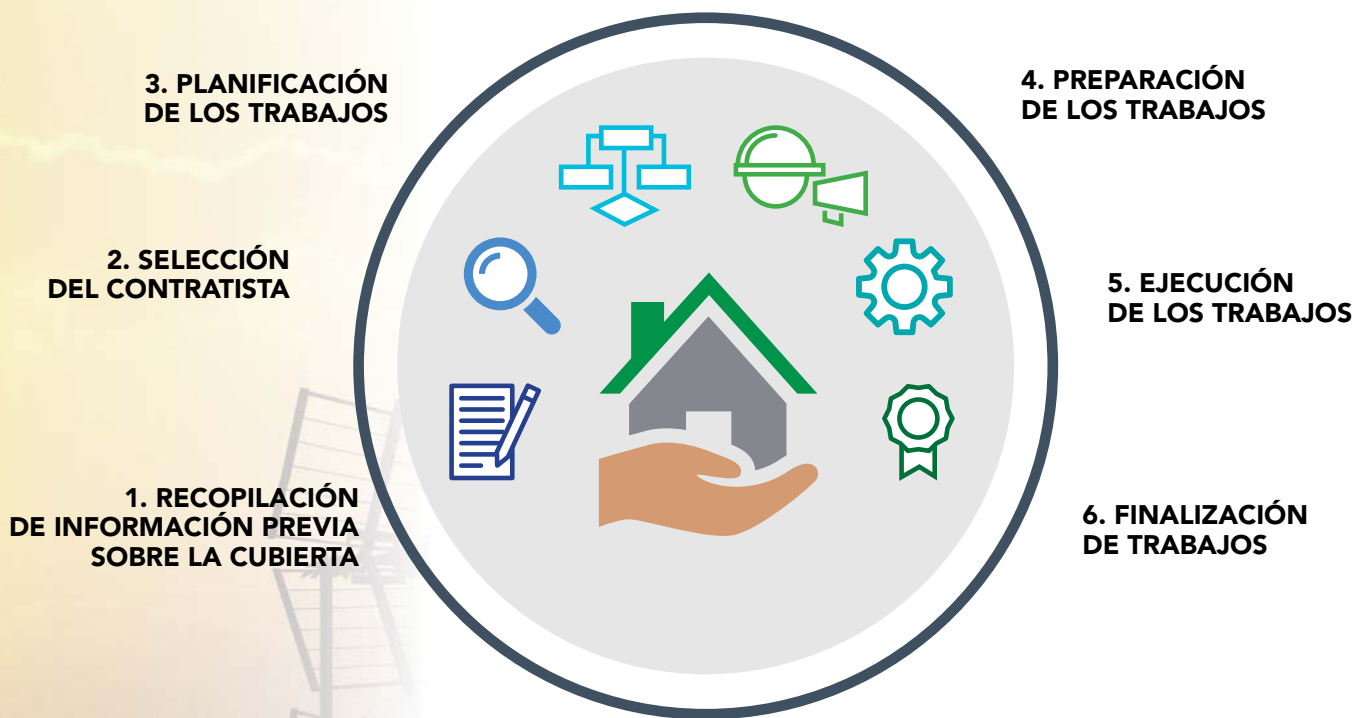 1. RECOPILACIÓN
DE INFORMACIÓN PREVIA
SOBRE LA CUBIERTA
2. SELECCIÓN
DEL CONTRATISTA
3. PLANIFICACIÓN
DE LOS TRABAJOS
4. PREPARACIÓN
DE LOS TRABAJOS
5. EJECUCIÓN
DE LOS TRABAJOS
6. FINALIZACIÓN
DE TRABAJOS